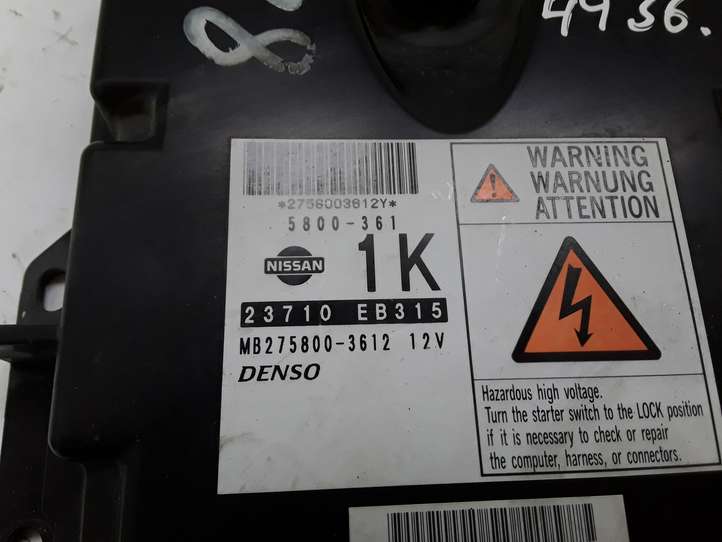 8
4936.
*2758003612Y*
5800-361
NISSAN
1K
23710 EB315
MB275800-3612 12V
DENSO
WARNING
WARNUNG
ATTENTION
Hazardous high voltage.
Turn the starter switch to the LOCK position
if it is necessary to check or repair
the computer, harness, or connectors.